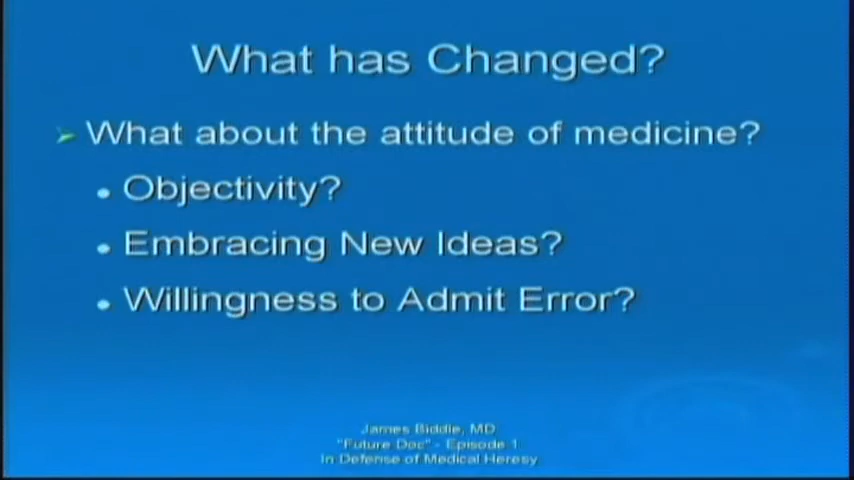 What has Changed?
What about the attitude of medicine?
Objectivity?
Embracing New Ideas?
Willingness to Admit Error?
James Biddle, MD
"Future Doc" - Episode 1
In Defense of Medical Heresy